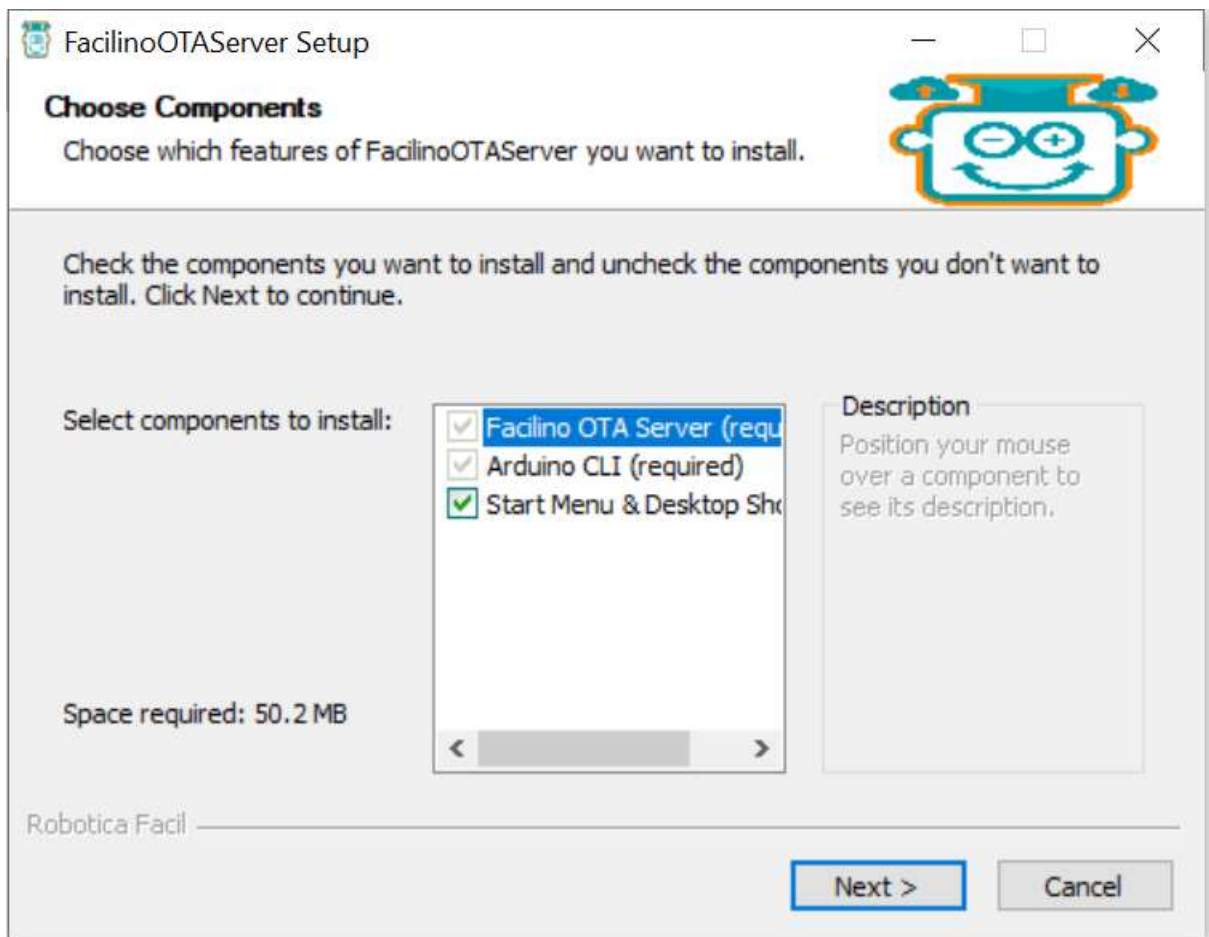 FacilinoOTAServer Setup
Choose Components
Choose which features of FacilinoOTAServer you want to install.
Check the components you want to install and uncheck the components you don't want to
install. Click Next to continue.
Select components to install:
Facilino OTA Server (requ
Arduino CLI (required)
Start Menu & Desktop Sho
Description
Position your mouse
over a component to
see its description.
Space required: 50.2 MB
Robotica Facil
Next >
Cancel